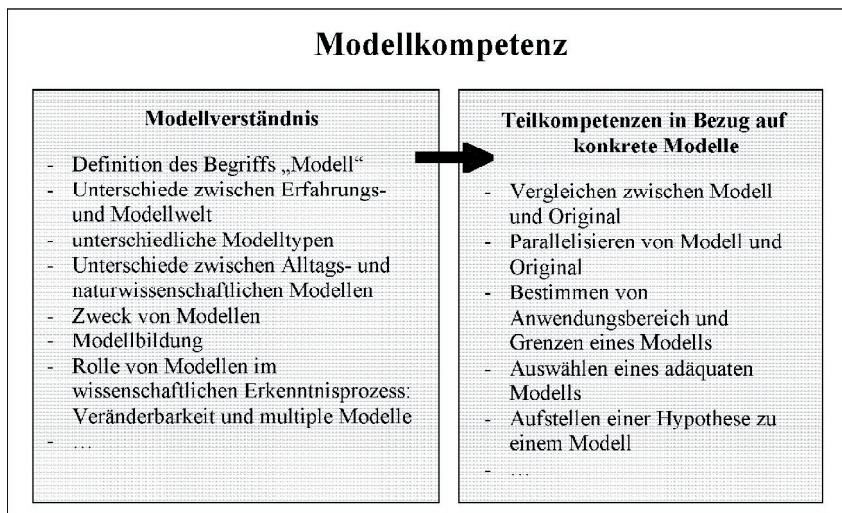 Modellkompetenz
Modellverständnis
- Definition des Begriffs „Modell“
- Unterschiede zwischen Erfahrungs-
und Modellwelt
- unterschiedliche Modelltypen
- Unterschiede zwischen Alltags- und
naturwissenschaftlichen Modellen
- Zweck von Modellen
- Modellbildung
- Rolle von Modellen im
wissenschaftlichen Erkenntnisprozess:
Veränderbarkeit und multiple Modelle
- …
Teilkompetenzen in Bezug auf
konkrete Modelle
- Vergleichen zwischen Modell
und Original
- Parallelisieren von Modell und
Original
- Bestimmen von
Anwendungsbereich und
Grenzen eines Modells
- Auswählen eines adäquaten
Modells
- Aufstellen einer Hypothese zu
einem Modell
- …